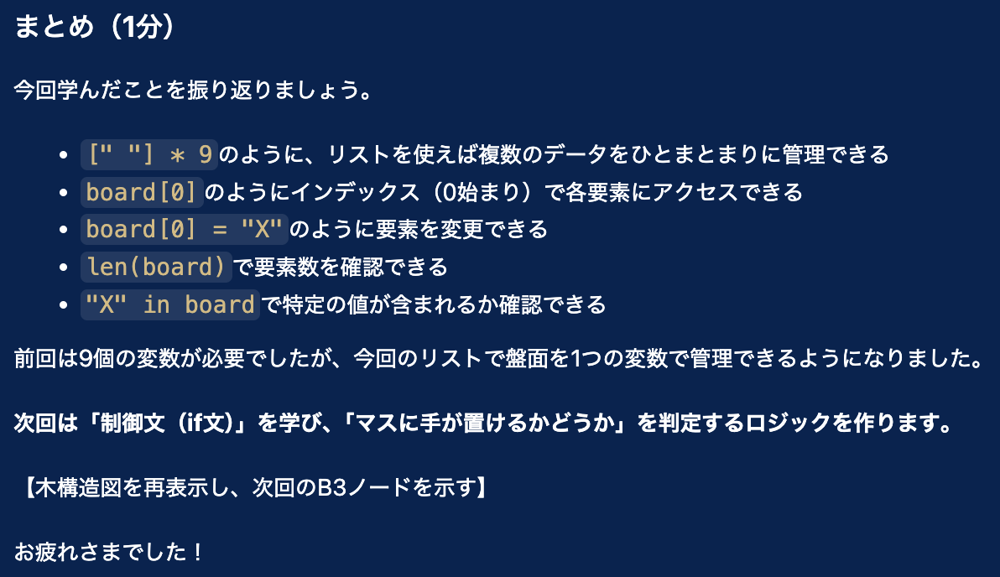 まとめ（1分）
今回学んだことを振り返りましょう。
• [" "] * 9のように、リストを使えば複数のデータをひとまとまりに管理できる
• board[0]のようにインデックス（0始まり）で各要素にアクセスできる
• board[0] = "X"のように要素を変更できる
• len(board)で要素数を確認できる
• "X" in boardで特定の値が含まれるか確認できる
前回は9個の変数が必要でしたが、今回のリストで盤面を1つの変数で管理できるようになりました。
次回は「制御文（if文）」を学び、「マスに手が置けるかどうか」を判定するロジックを作ります。
【木構造図を再表示し、次回のB3ノードを示す】
お疲れさまでした！